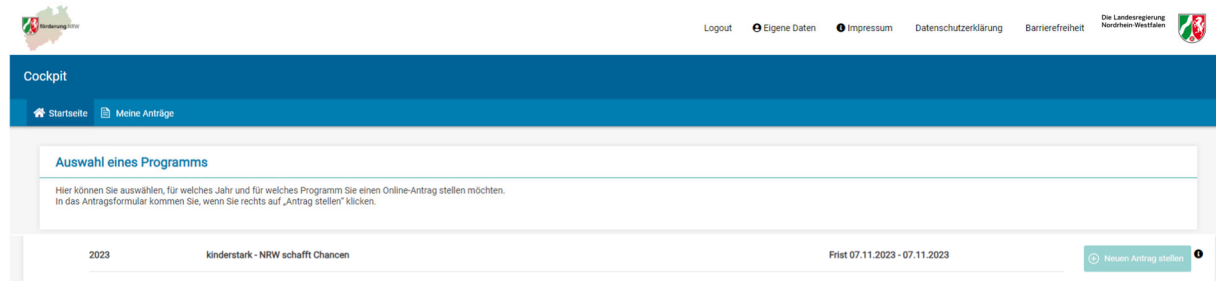 Förderung.NRW
Logout Eigene Daten Impressum Datenschutzerklärung Barrierefreiheit
Die Landesregierung
Nordrhein-Westfalen
Cockpit
Startseite Meine Anträge
Auswahl eines Programms
Hier können Sie auswählen, für welches Jahr und für welches Programm Sie einen Online-Antrag stellen möchten.
In das Antragsformular kommen Sie, wenn Sie rechts auf „Antrag stellen" klicken.
2023 kinderstark - NRW schafft Chancen Frist 07.11.2023 - 07.11.2023 Neuen Antrag stellen